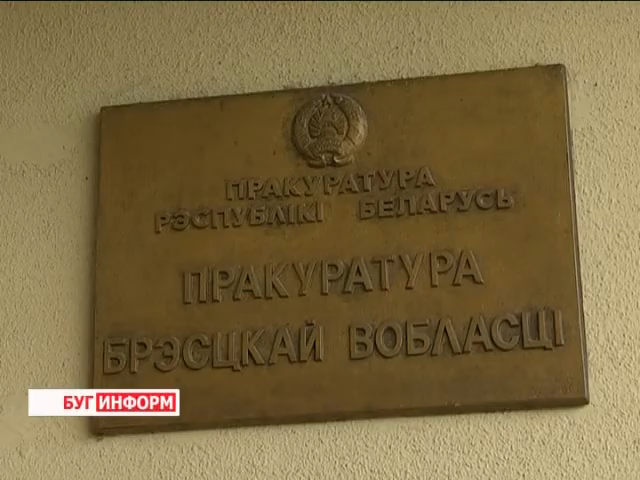 ПРАКУРАТУРА
РЭСПУБЛІКІ БЕЛАРУСЬ
ПРАКУРАТУРА
БРЭСЦКАЙ ВОБЛАСЦІ
БУГ ИНФОРМ